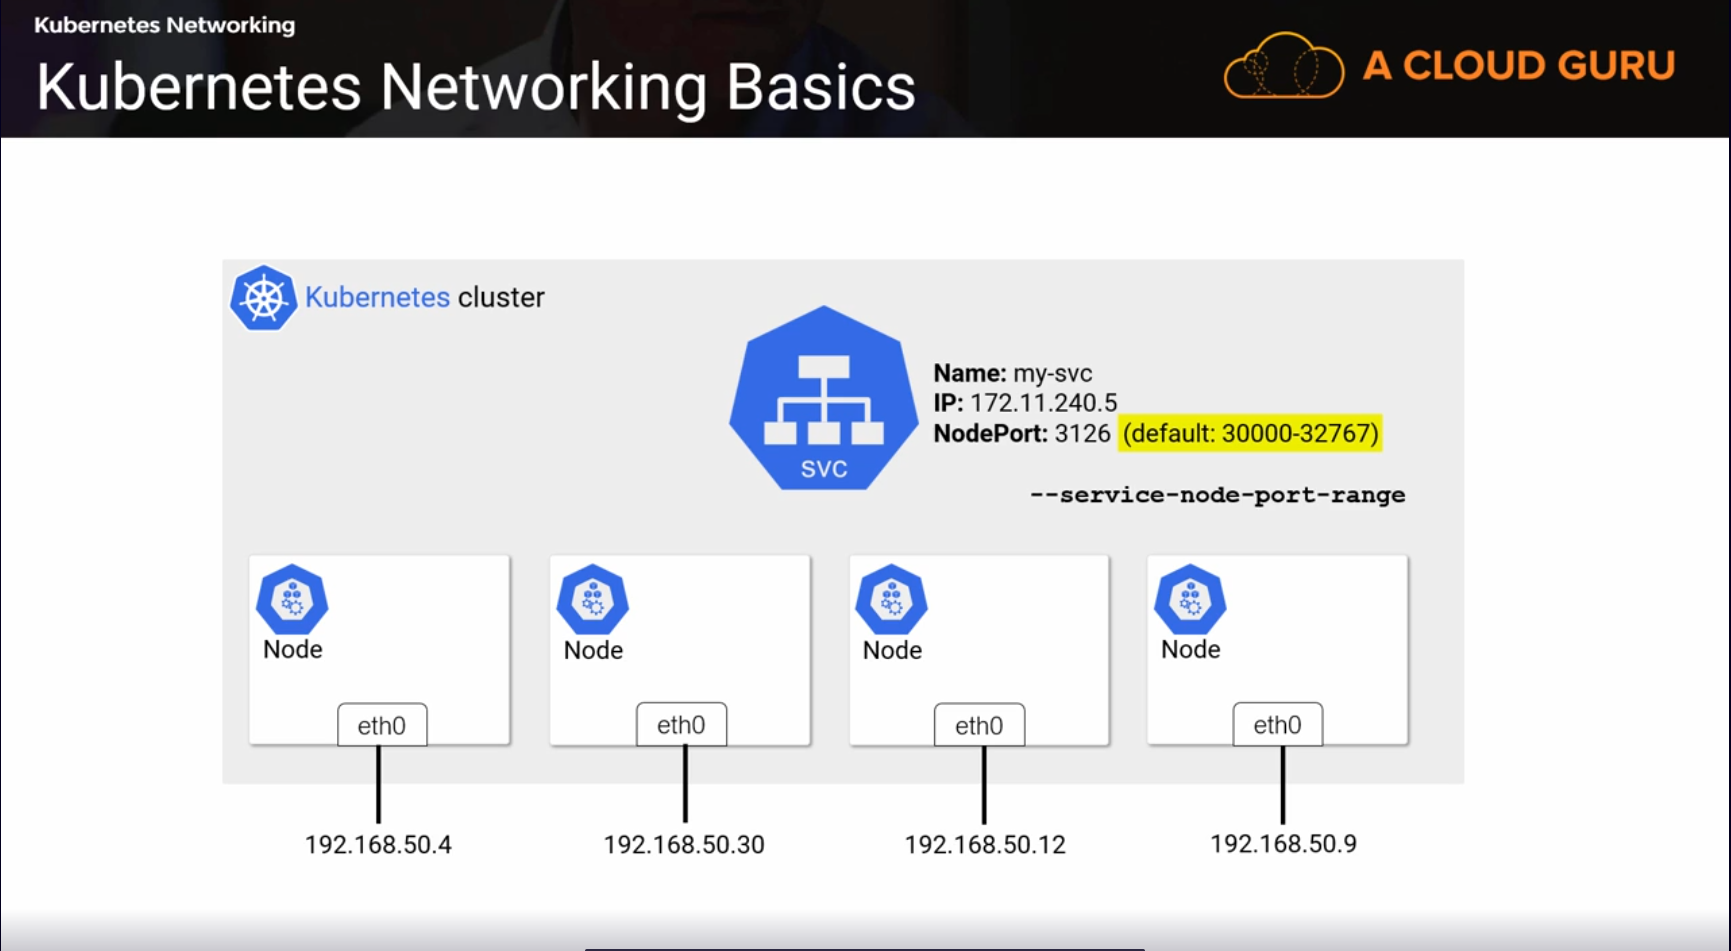 Kubernetes Networking
Kubernetes Networking Basics
A CLOUD GURU
Kubernetes cluster
Name: my-svc
IP: 172.11.240.5
NodePort: 3126 (default: 30000-32767)
SVC
--service-node-port-range
Node
Node
Node
Node
eth0
eth0
eth0
eth0
192.168.50.4
192.168.50.30
192.168.50.12
192.168.50.9